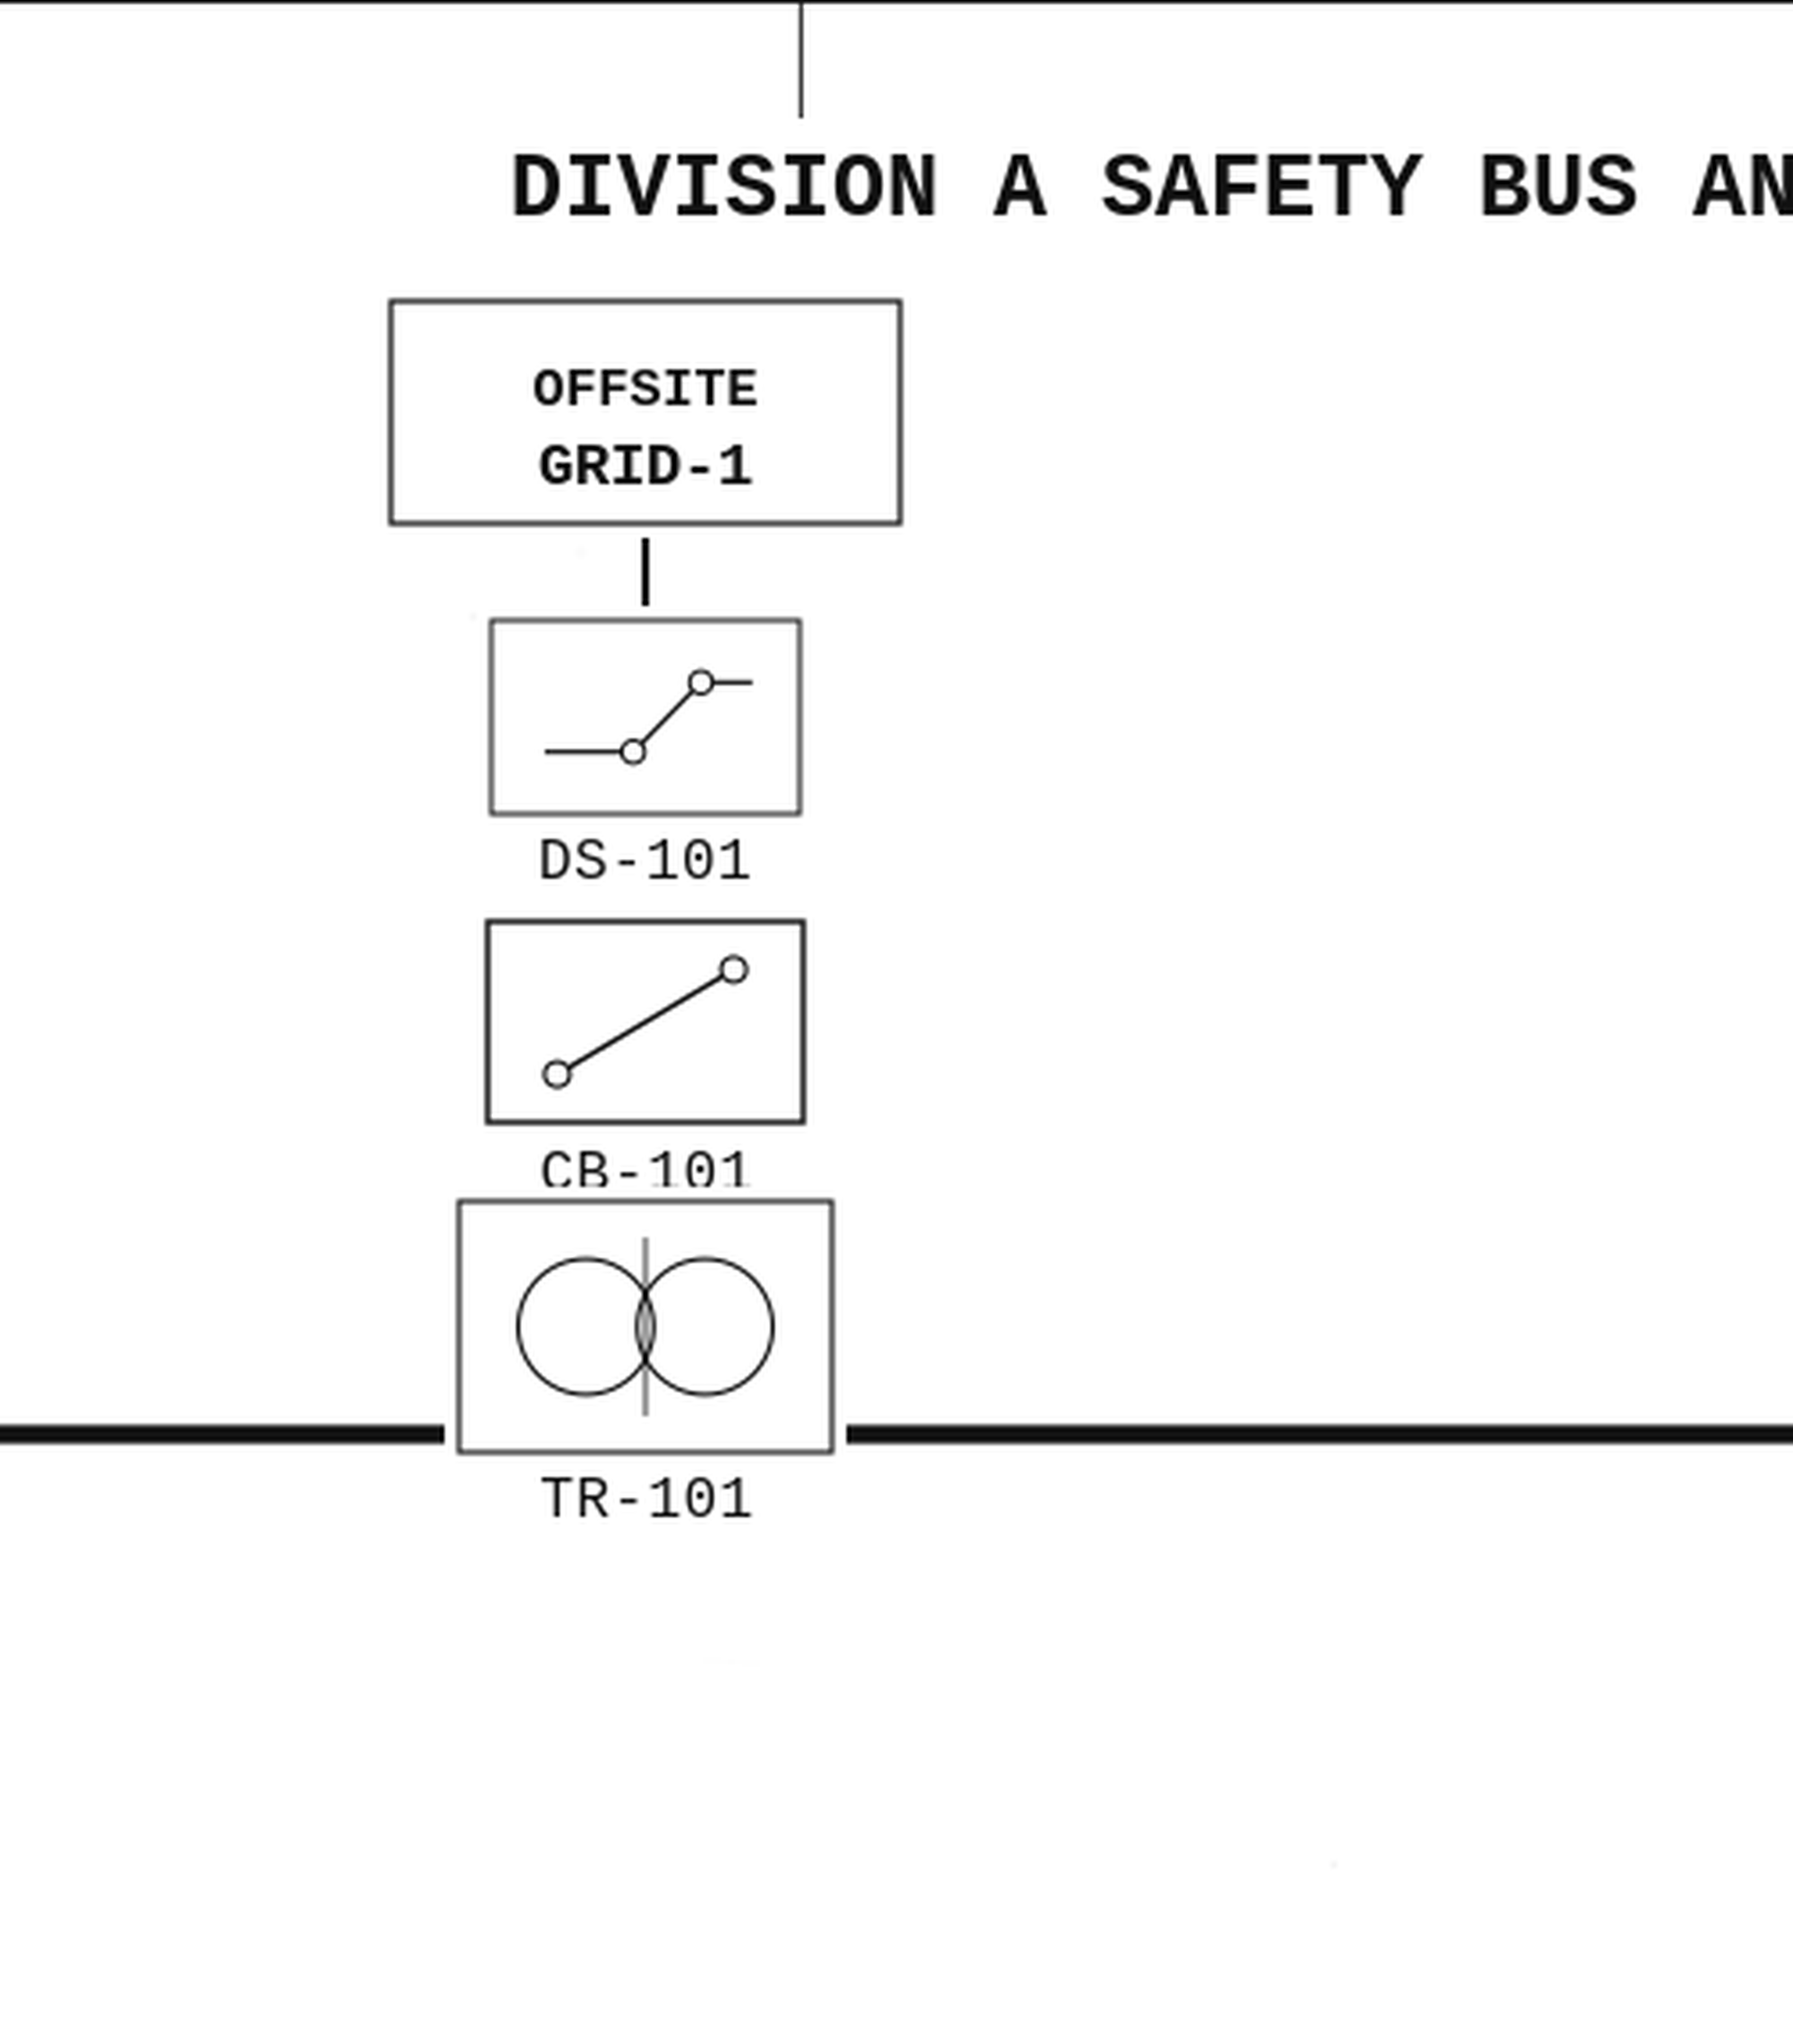 DIVISION A SAFETY BUS AN
OFFSITE
GRID-1
DS-101
CB-101
TR-101